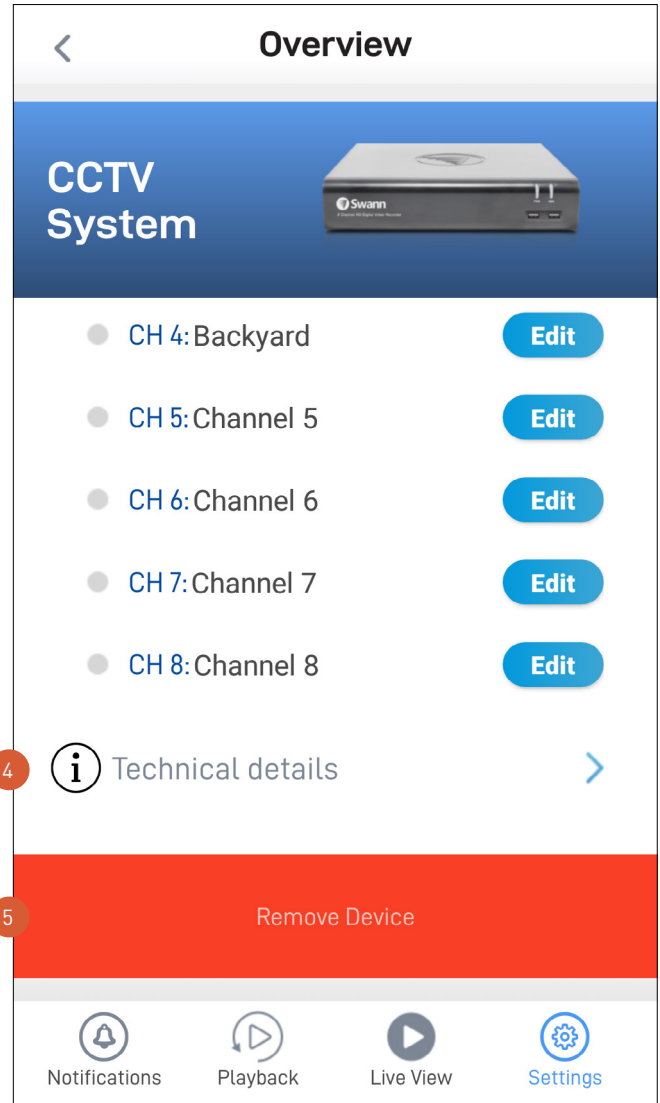 Overview
CCTV
System
Swann
CH 4: Backyard Edit
CH 5: Channel 5 Edit
CH 6: Channel 6 Edit
CH 7: Channel 7 Edit
CH 8: Channel 8 Edit
4 i Technical details
5 Remove Device
Notifications Playback Live View Settings